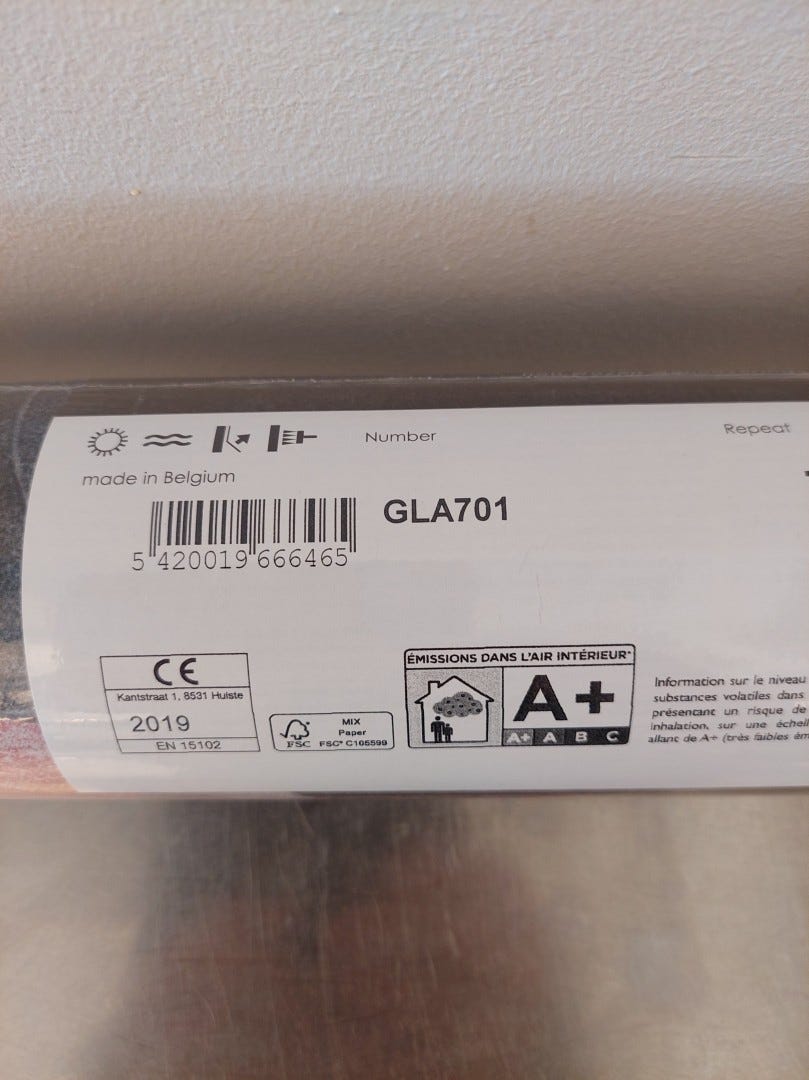 Number
Repeat
made in Belgium
GLA701
5 420019 666465
CE
Kantstraat 1, 8531 Hulste
2019
EN 15102
FSC
MIX
Paper
FSC® C105599
ÉMISSIONS DANS L'AIR INTÉRIEUR*
A+
A+ A B C
Information sur le niveau
substances volatiles dans
présentant un risque de
inhalation, sur une échell
allant de A+ (très faibles ém